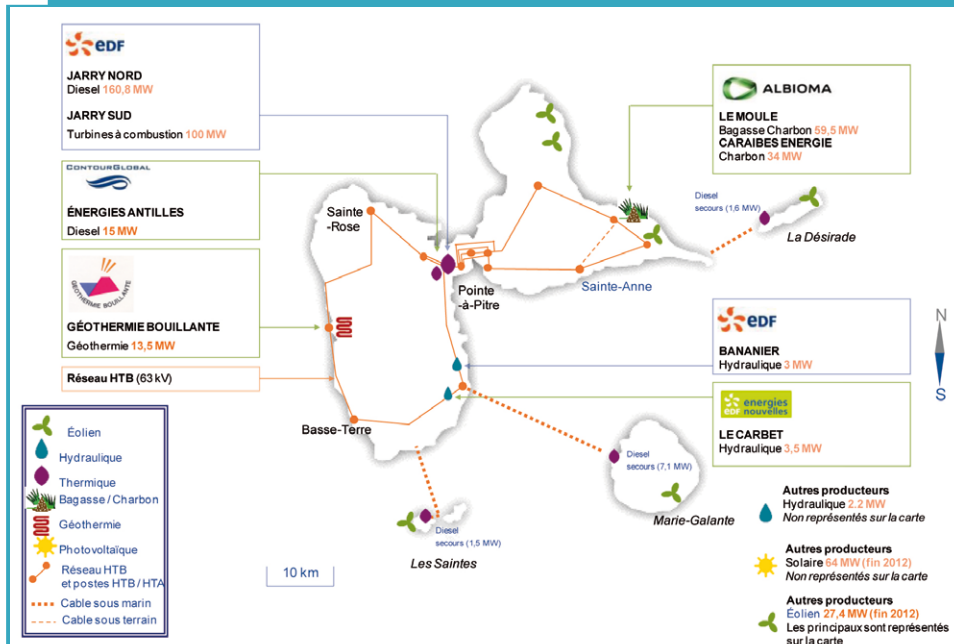 eDF
JARRY NORD
Diesel 160,8 MW
JARRY SUD
Turbines à combustion 100 MW
CONTOURGLOBAL
ÉNERGIES ANTILLES
Diesel 15 MW
GÉOTHERMIE BOUILLANTE
GÉOTHERMIE BOUILLANTE
Géothermie 13,5 MW
Réseau HTB (63 kV)
Éolien
Hydraulique
Thermique
Bagasse / Charbon
Géothermie
Photovoltaïque
Réseau HTB
et postes HTB / HTA
Cable sous marin
Cable sous terrain
Sainte
-Rose
Pointe
-à-Pitre
Sainte-Anne
Basse-Terre
Diesel
secours (1,6 MW)
La Désirade
Diesel
secours (7,1 MW)
Marie-Galante
Diesel
secours (1,5 MW)
Les Saintes
10 km
ALBIOMA
LE MOULE
Bagasse Charbon 59,5 MW
CARAIBES ENERGIE
Charbon 34 MW
eDF
BANANIER
Hydraulique 3 MW
eDF energies
nouvelles
LE CARBET
Hydraulique 3,5 MW
N
S
Autres producteurs
Hydraulique 2.2 MW
Non représentés sur la carte
Autres producteurs
Solaire 64 MW (fin 2012)
Non représentés sur la carte
Autres producteurs
Éolien 27,4 MW (fin 2012)
Les principaux sont représentés
sur la carte